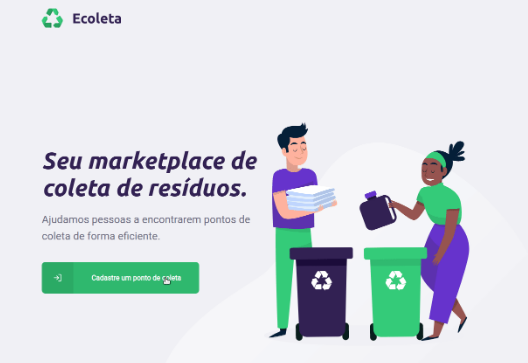 Ecoleta
Seu marketplace de
coleta de resíduos.
Ajudamos pessoas a encontrarem pontos de
coleta de forma eficiente.
Cadastre um ponto de coleta